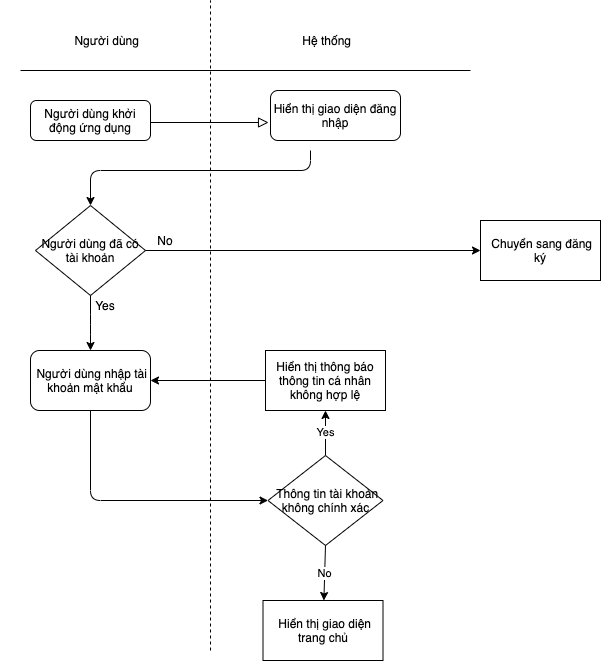 Người dùng
Hệ thống
Người dùng khởi
động ứng dụng
Hiển thị giao diện đăng
nhập
Người dùng đã có
tài khoản
No
Chuyển sang đăng
ký
Yes
Người dùng nhập tài
khoản mật khẩu
Hiển thị thông báo
thông tin cá nhân
không hợp lệ
Yes
Thông tin tài khoản
không chính xác
No
Hiển thị giao diện
trang chủ